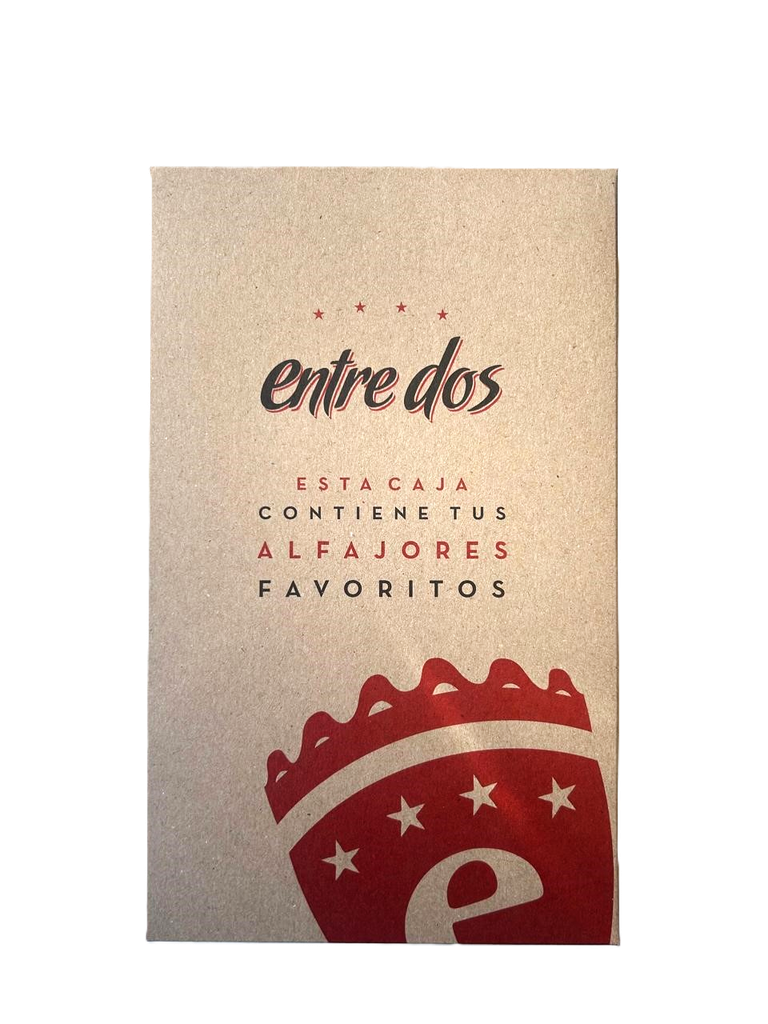 entre dos
ESTA CAJA
CONTIENE TUS
ALFAJORES
FAVORITOS
e